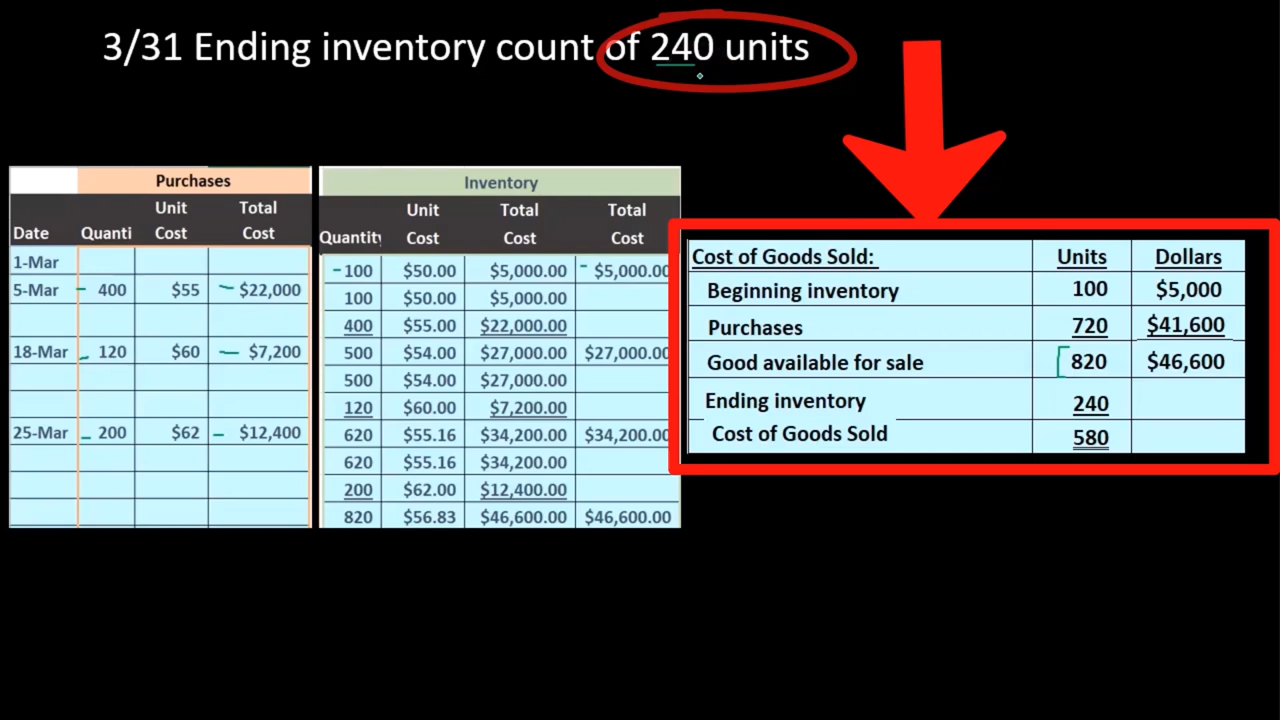 3/31 Ending inventory count of 240 units
Purchases
Date Quanti Unit Cost Total Cost
1-Mar
5-Mar 400 $55 $22,000
18-Mar 120 $60 $7,200
25-Mar 200 $62 $12,400
Inventory
Quantity Unit Cost Total Cost Total Cost
100 $50.00 $5,000.00 $5,000.00
100 $50.00 $5,000.00
400 $55.00 $22,000.00
500 $54.00 $27,000.00 $27,000.00
500 $54.00 $27,000.00
120 $60.00 $7,200.00
620 $55.16 $34,200.00 $34,200.00
620 $55.16 $34,200.00
200 $62.00 $12,400.00
820 $56.83 $46,600.00 $46,600.00
Cost of Goods Sold: Units Dollars
Beginning inventory 100 $5,000
Purchases 720 $41,600
Good available for sale 820 $46,600
Ending inventory 240
Cost of Goods Sold 580